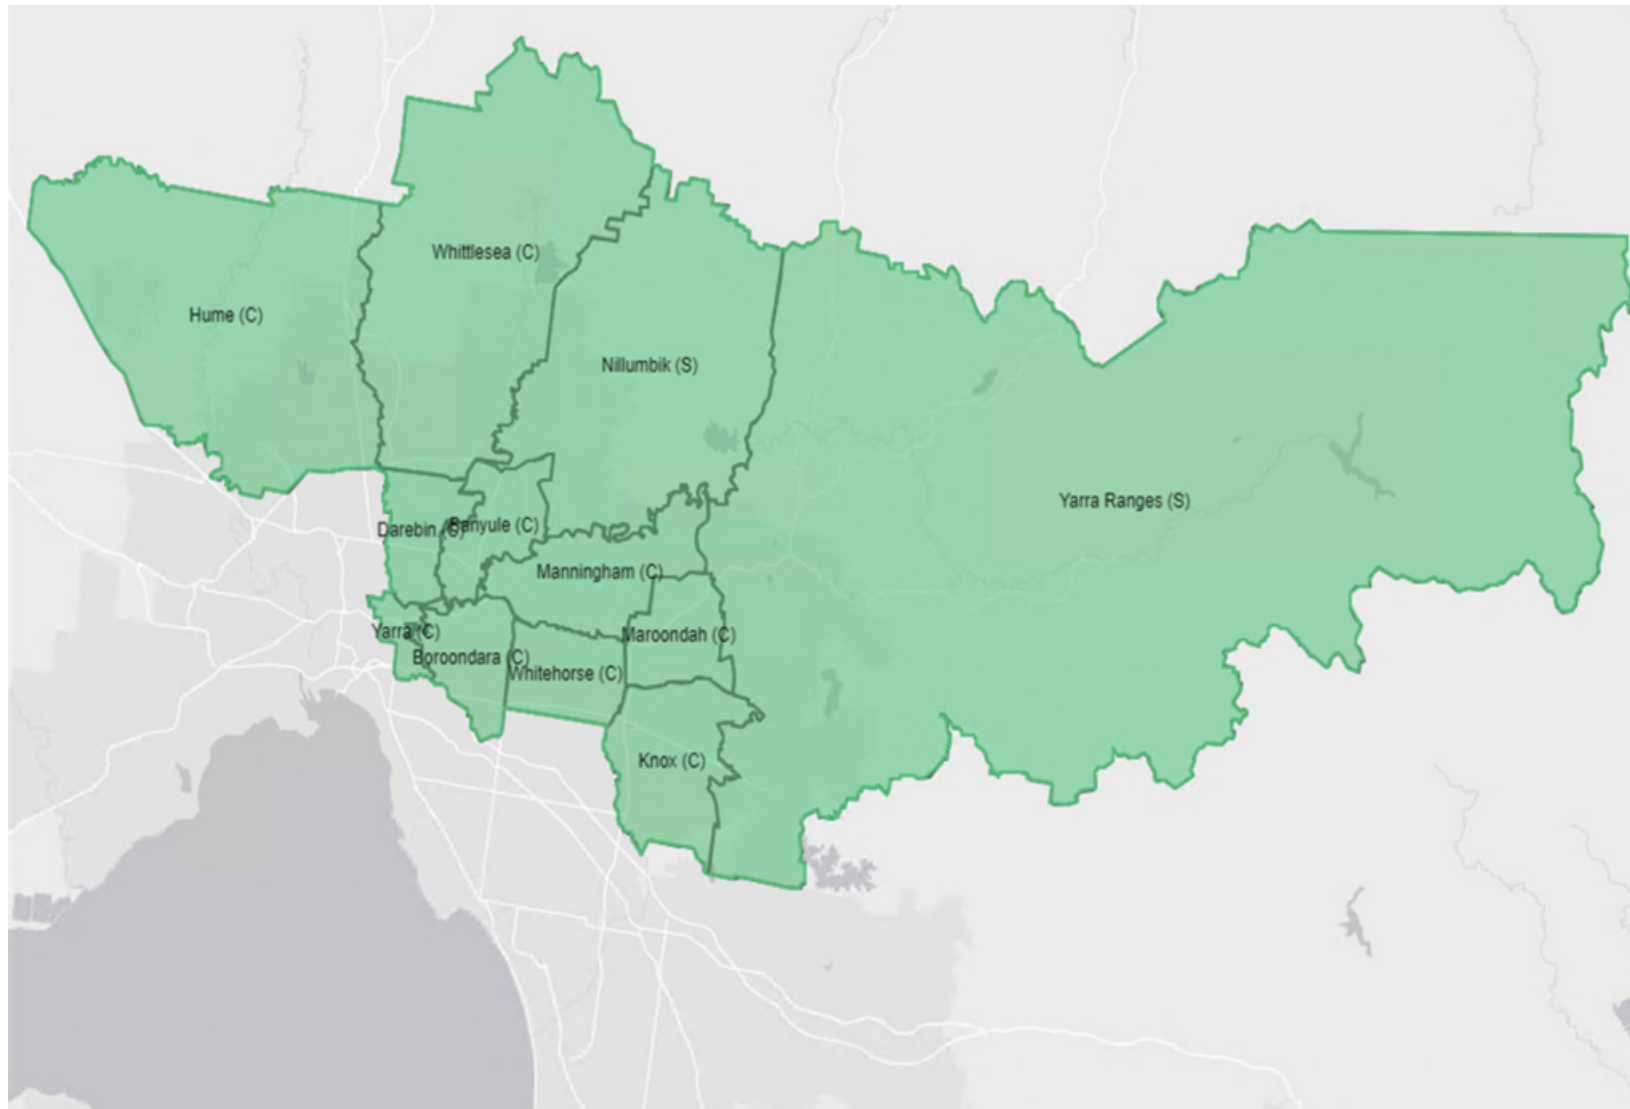 Whittlesea (C)
Hume (C)
Nillumbik (S)
Yarra Ranges (S)
Darebin (C)
Banyule (C)
Manningham (C)
Yarra (C)
Maroondah (C)
Boroondara (C)
Whitehorse (C)
Knox (C)